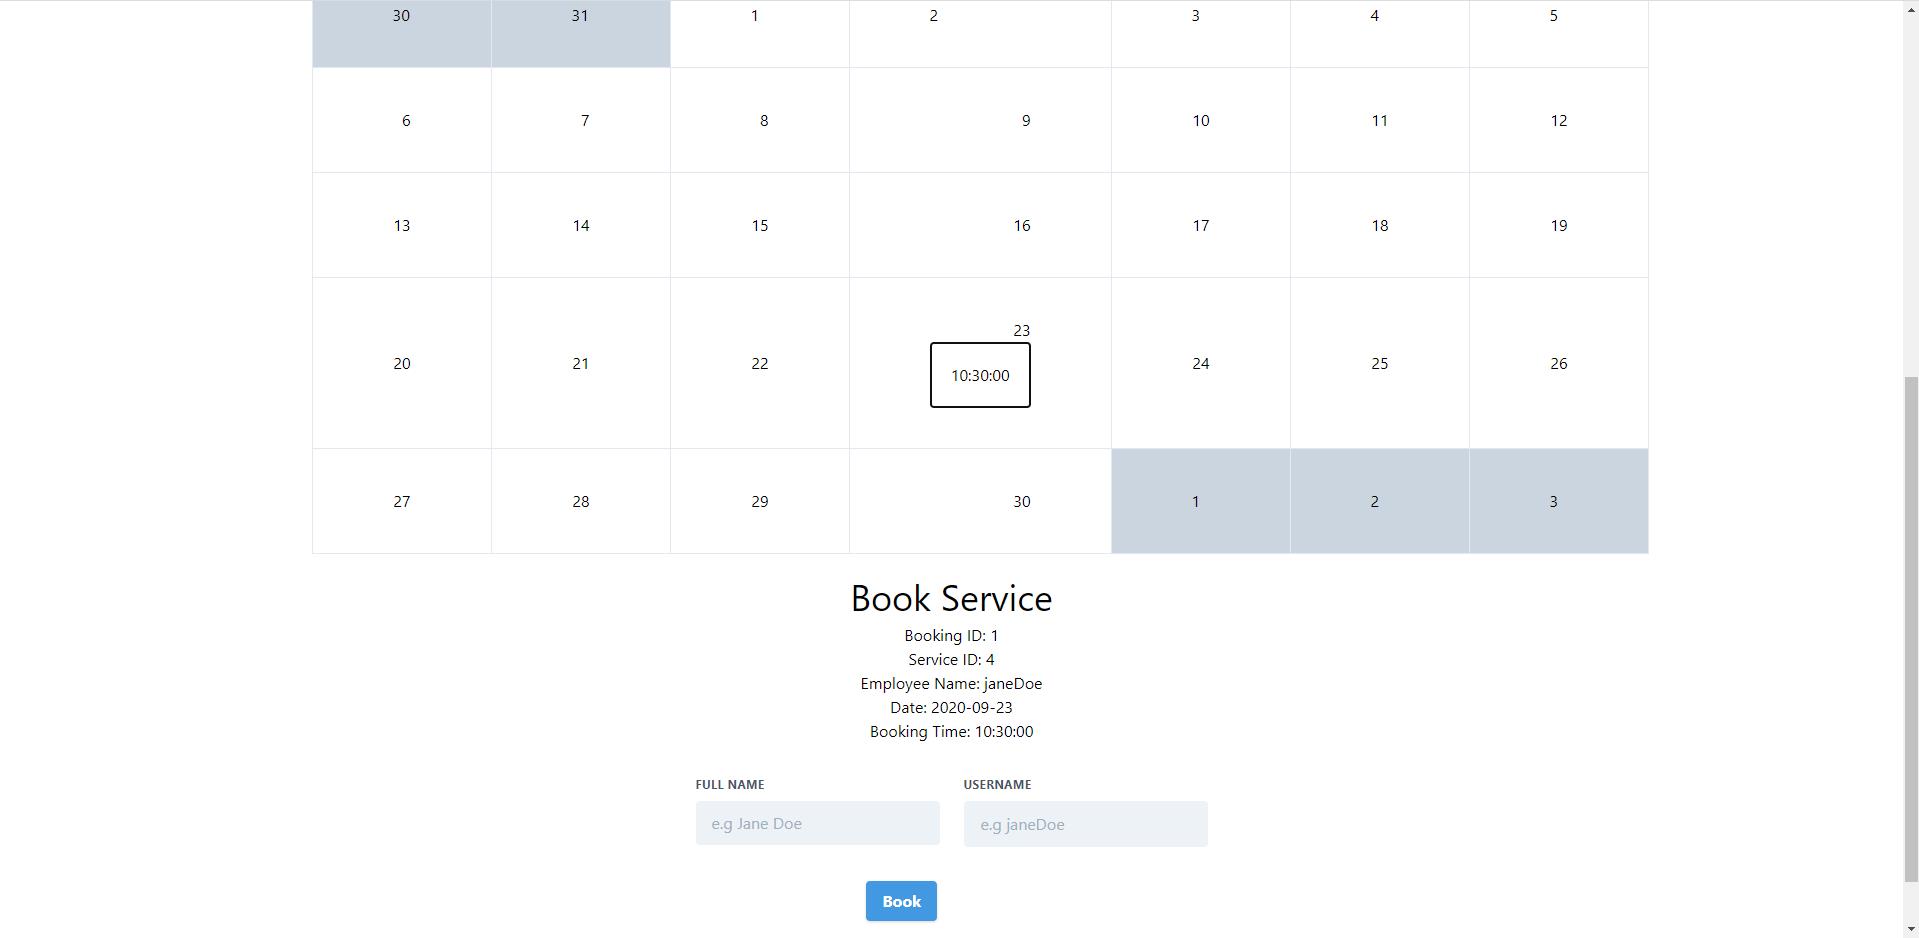 30 31 1 2 3 4 5
6 7 8 9 10 11 12
13 14 15 16 17 18 19
23
20 21 22 10:30:00 24 25 26
27 28 29 30 1 2 3
Book Service
Booking ID: 1
Service ID: 4
Employee Name: janeDoe
Date: 2020-09-23
Booking Time: 10:30:00
FULL NAME USERNAME
e.g Jane Doe e.g janeDoe
Book